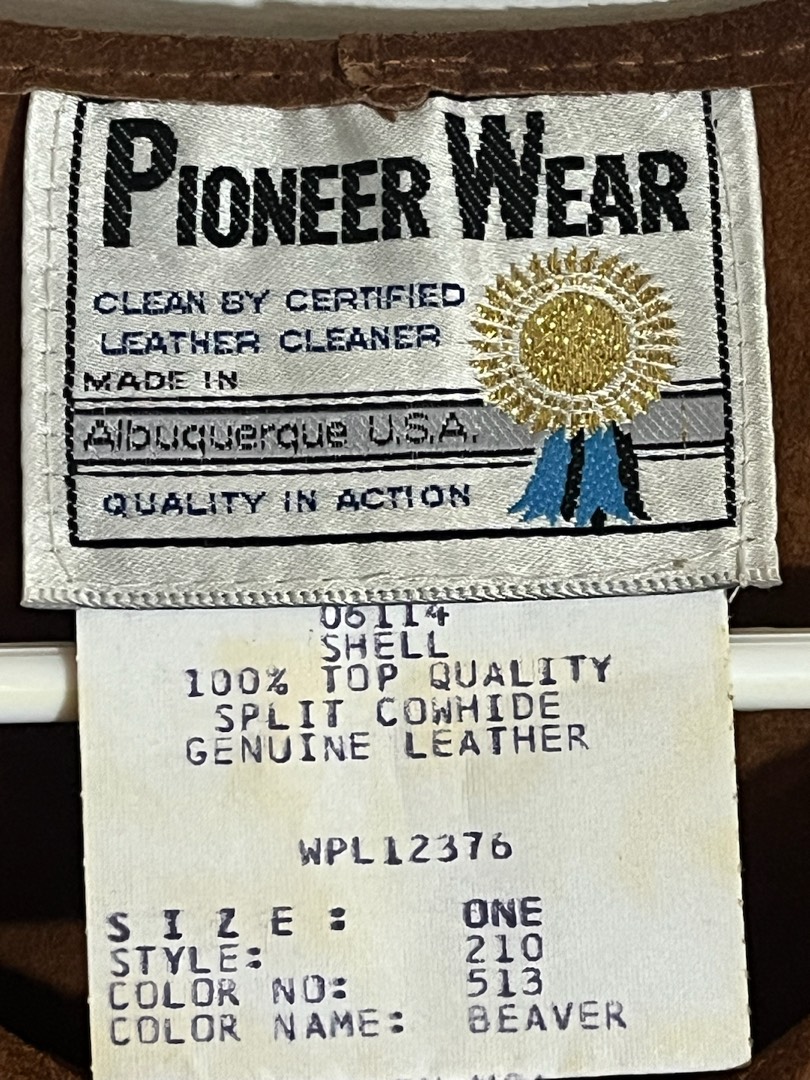 PIONEER WEAR
CLEAN BY CERTIFIED
LEATHER CLEANER
MADE IN
Albuquerque U.S.A.
QUALITY IN ACTION
06114
SHELL
100% TOP QUALITY
SPLIT COWHIDE
GENUINE LEATHER
WPL12376
SIZE: ONE
STYLE: 210
COLOR NO: 513
COLOR NAME: BEAVER